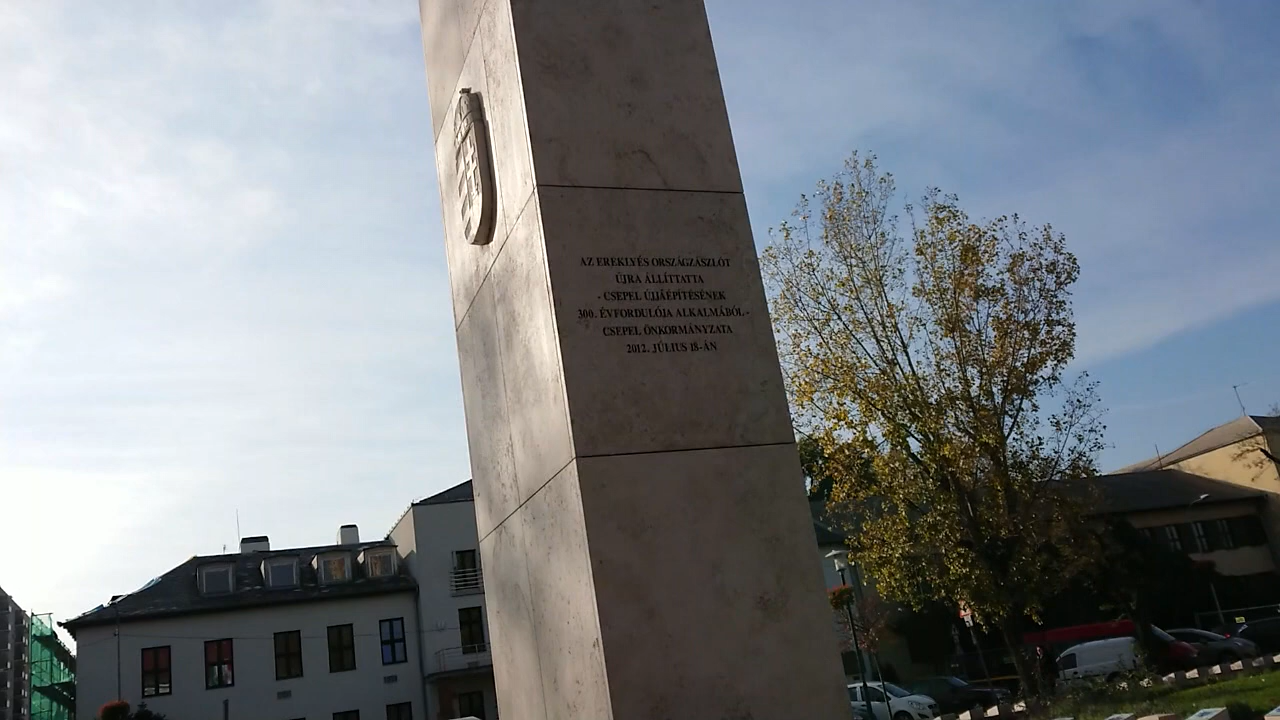 AZ EREKLYÉS ORSZÁGZÁSZLÓT
ÚJRA ÁLLÍTTATTA
- CSEPEL ÚJJÁÉPÍTÉSÉNEK
300. ÉVFORDULÓJA ALKALMÁBÓL -
CSEPEL ÖNKORMÁNYZATA
2012. JÚLIUS 18-ÁN